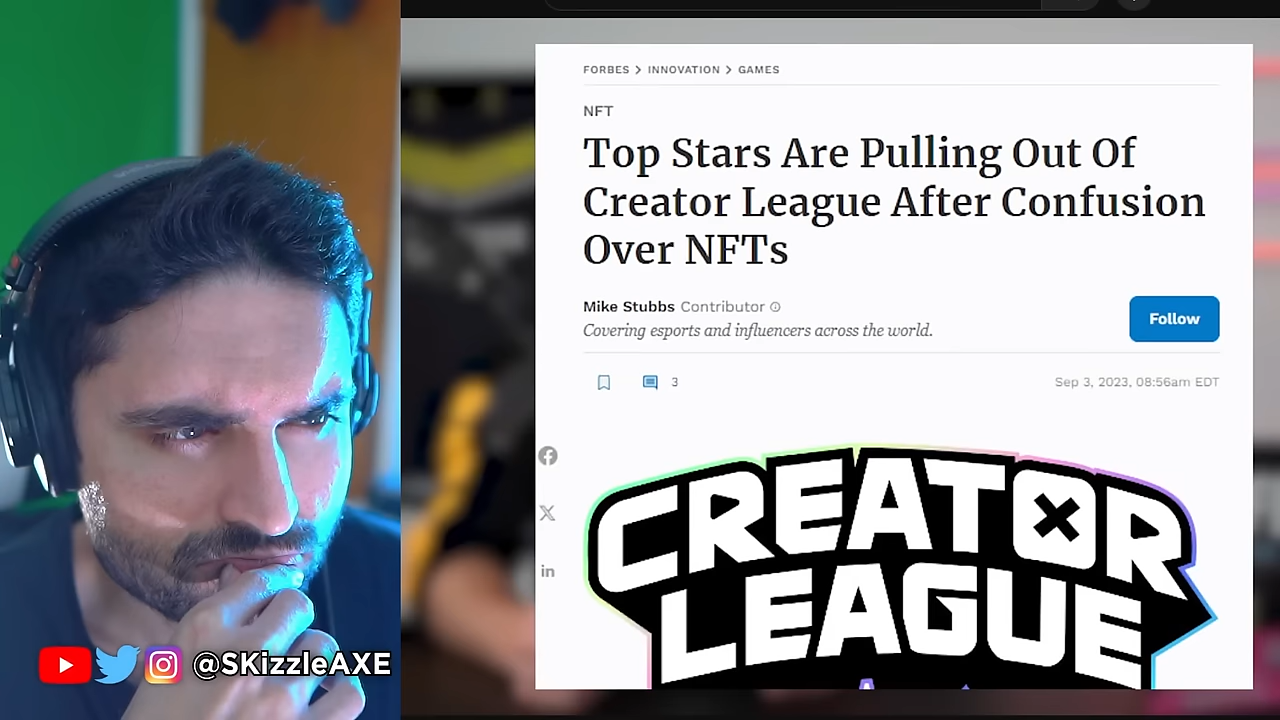 FORBES > INNOVATION > GAMES
NFT
Top Stars Are Pulling Out Of
Creator League After Confusion
Over NFTs
Mike Stubbs Contributor
Covering esports and influencers across the world.
Follow
3
Sep 3, 2023, 08:56am EDT
CREATOR
LEAGUE
@SKizzleAXE